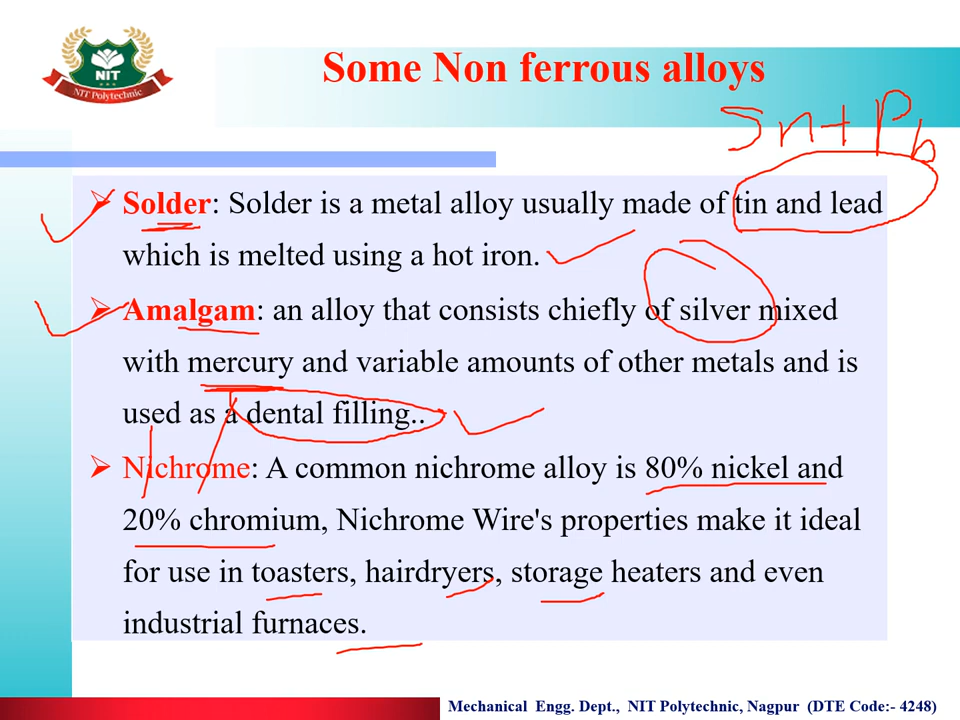 NIT
NIT Polytechnic
Some Non ferrous alloys
Sn + Pb
➢ Solder: Solder is a metal alloy usually made of tin and lead
which is melted using a hot iron.
➢ Amalgam: an alloy that consists chiefly of silver mixed
with mercury and variable amounts of other metals and is
used as a dental filling..
➢ Nichrome: A common nichrome alloy is 80% nickel and
20% chromium, Nichrome Wire's properties make it ideal
for use in toasters, hairdryers, storage heaters and even
industrial furnaces.
Mechanical Engg. Dept., NIT Polytechnic, Nagpur (DTE Code:- 4248)